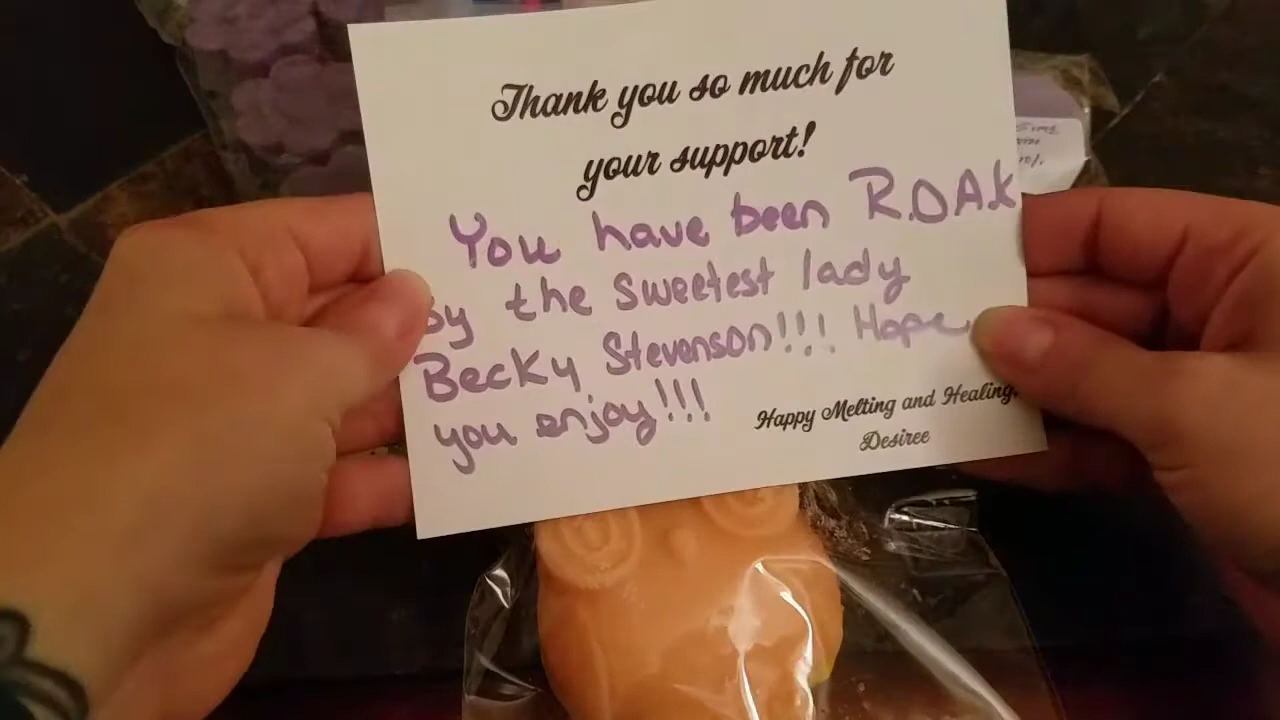 Thank you so much for
your support!
You have been R.O.A.K
by the sweetest lady
Becky Stevenson!!! Hope
you enjoy!!!
Happy Melting and Healing,
Desiree